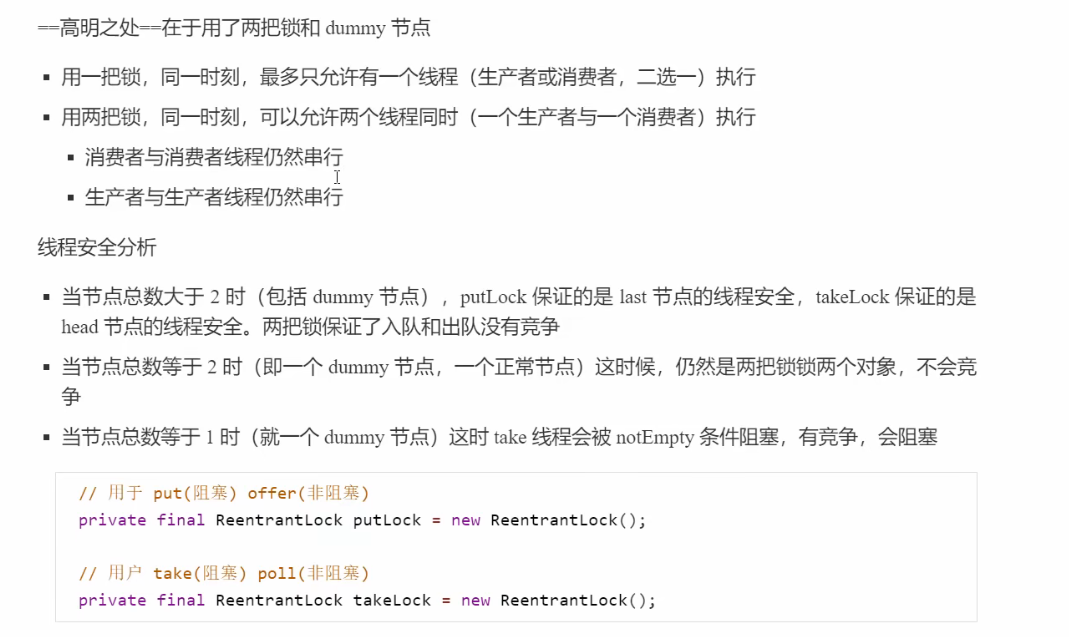 ==高明之处==在于用了两把锁和 dummy 节点
用一把锁，同一时刻，最多只允许有一个线程（生产者或消费者，二选一）执行
用两把锁，同一时刻，可以允许两个线程同时（一个生产者与一个消费者）执行
消费者与消费者线程仍然串行
生产者与生产者线程仍然串行
线程安全分析
当节点总数大于 2 时（包括 dummy 节点），putLock 保证的是 last 节点的线程安全，takeLock 保证的是
head 节点的线程安全。两把锁保证了入队和出队没有竞争
当节点总数等于 2 时（即一个 dummy 节点，一个正常节点）这时候，仍然是两把锁锁两个对象，不会竞
争
当节点总数等于 1 时（就一个 dummy 节点）这时 take 线程会被 notEmpty 条件阻塞，有竞争，会阻塞
// 用于 put(阻塞) offer(非阻塞)
private final ReentrantLock putLock = new ReentrantLock();
// 用户 take(阻塞) poll(非阻塞)
private final ReentrantLock takeLock = new ReentrantLock();